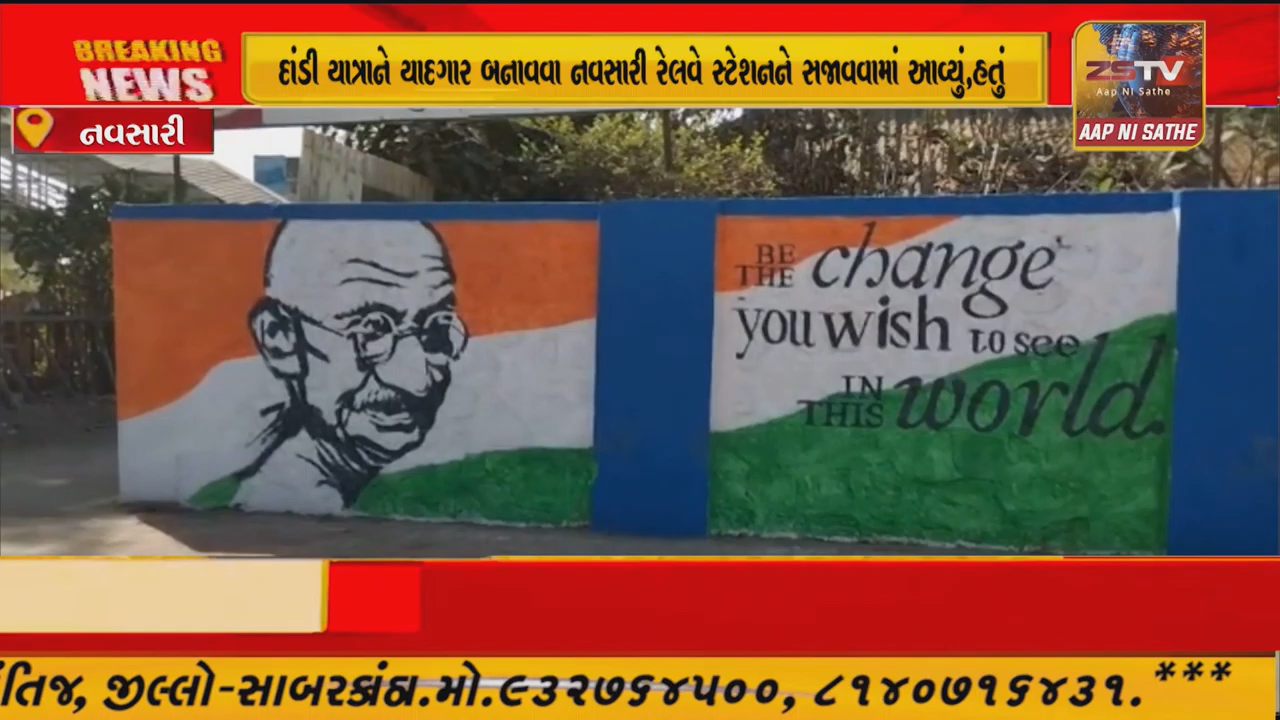 BREAKING
NEWS
દાંડી યાત્રાને યાદગાર બનાવવા નવસારી રેલવે સ્ટેશનને સજાવવામાં આવ્યું,હતું
ZSTV
Aap Ni Sathe
AAP NI SATHE
નવસારી
BE
THE change
you wish to see
IN
THIS world.
તિજ, જીલ્લો-સાબરકાંઠા.મો.૯૩૨૭૬૪૫૦૦, ૮૧૪૦૭૧૬૪૩૧.***